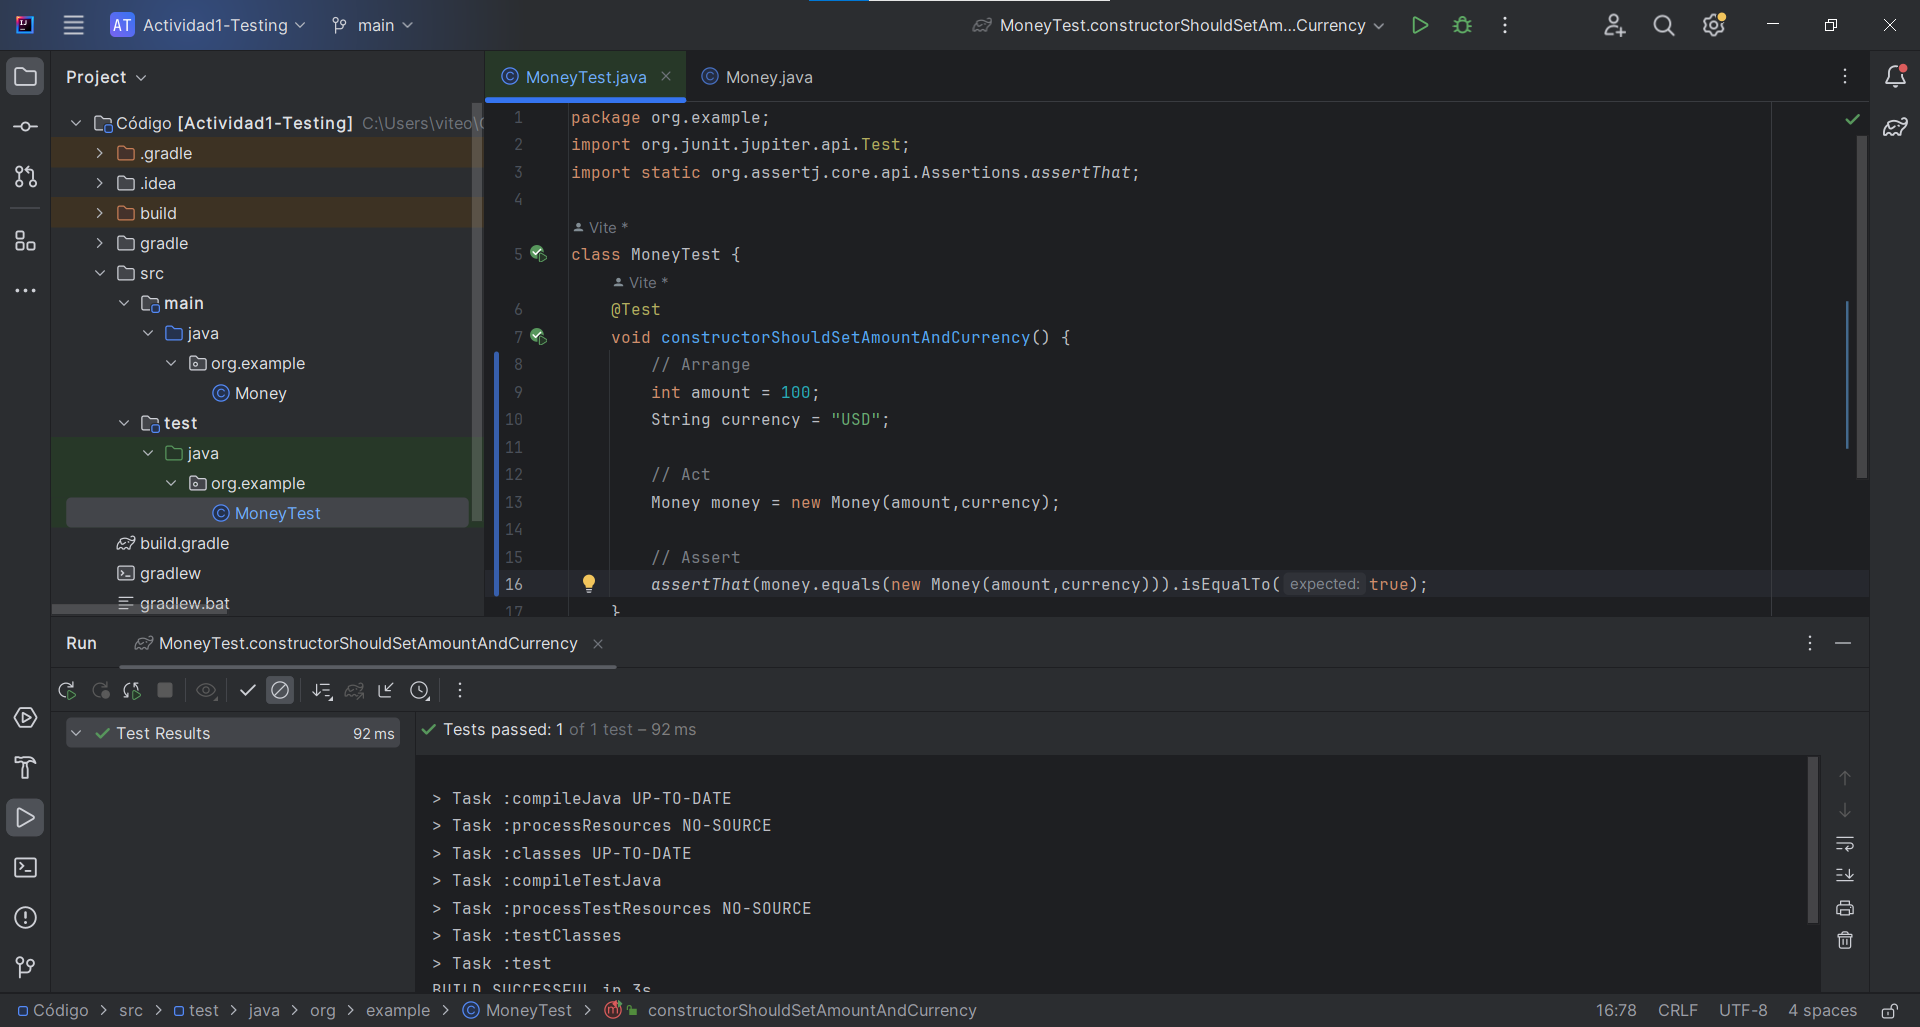 AT Actividad1-Testing main MoneyTest.constructorShouldSetAm...Currency
Project
MoneyTest.java Money.java
Código [Actividad1-Testing] C:\Users\viteo\
.gradle
.idea
build
gradle
src
main
java
org.example
Money
test
java
org.example
MoneyTest
build.gradle
gradlew
gradlew.bat
1 package org.example;
2 import org.junit.jupiter.api.Test;
3 import static org.assertj.core.api.Assertions.assertThat;
4
Vite *
5 class MoneyTest {
Vite *
6 @Test
7 void constructorShouldSetAmountAndCurrency() {
8 // Arrange
9 int amount = 100;
10 String currency = "USD";
11
12 // Act
13 Money money = new Money(amount,currency);
14
15 // Assert
16 assertThat(money.equals(new Money(amount,currency))).isEqualTo( expected: true);
17 }
Run MoneyTest.constructorShouldSetAmountAndCurrency
Test Results 92 ms
Tests passed: 1 of 1 test – 92 ms
> Task :compileJava UP-TO-DATE
> Task :processResources NO-SOURCE
> Task :classes UP-TO-DATE
> Task :compileTestJava
> Task :processTestResources NO-SOURCE
> Task :testClasses
> Task :test
BUILD SUCCESSFUL in 3s
Código > src > test > java > org > example > MoneyTest > constructorShouldSetAmountAndCurrency 16:78 CRLF UTF-8 4 spaces